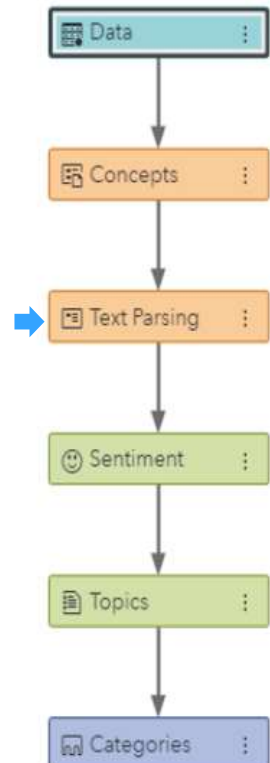 Data
Concepts
Text Parsing
Sentiment
Topics
Categories